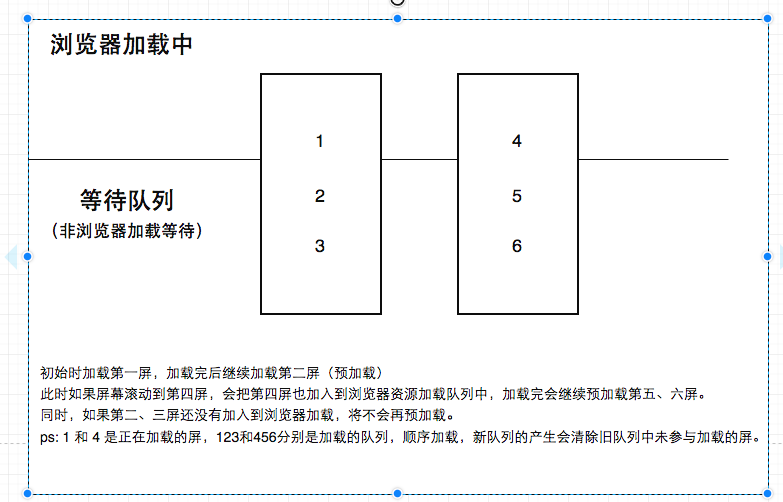 浏览器加载中
1
4
等待队列
2
5
（非浏览器加载等待）
3
6
初始时加载第一屏，加载完后继续加载第二屏（预加载）
此时如果屏幕滚动到第四屏，会把第四屏也加入到浏览器资源加载队列中，加载完会继续预加载第五、六屏。
同时，如果第二、三屏还没有加入到浏览器加载，将不会再预加载。
ps: 1 和 4 是正在加载的屏，123和456分别是加载的队列，顺序加载，新队列的产生会清除旧队列中未参与加载的屏。